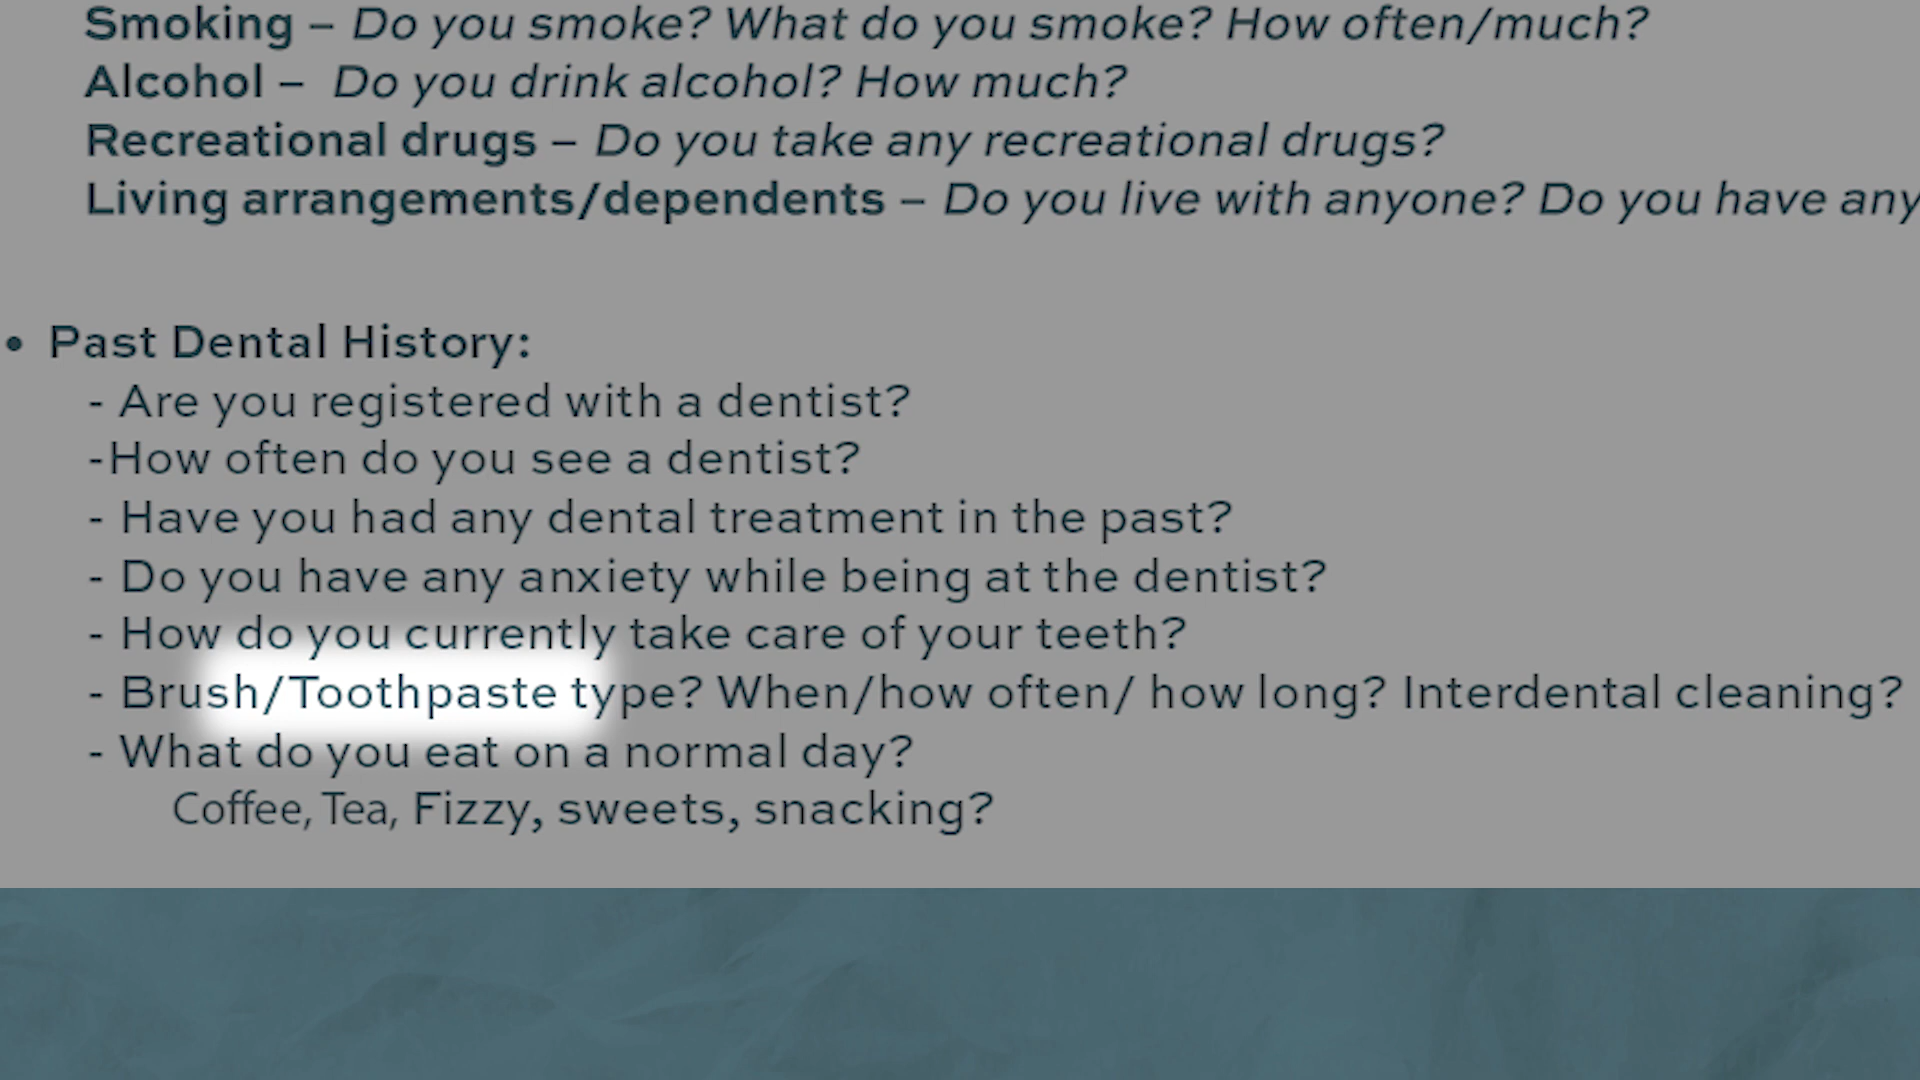 Smoking – Do you smoke? What do you smoke? How often/much?
Alcohol – Do you drink alcohol? How much?
Recreational drugs – Do you take any recreational drugs?
Living arrangements/dependents – Do you live with anyone? Do you have any
• Past Dental History:
- Are you registered with a dentist?
-How often do you see a dentist?
- Have you had any dental treatment in the past?
- Do you have any anxiety while being at the dentist?
- How do you currently take care of your teeth?
- Brush/Toothpaste type? When/how often/ how long? Interdental cleaning?
- What do you eat on a normal day?
Coffee, Tea, Fizzy, sweets, snacking?